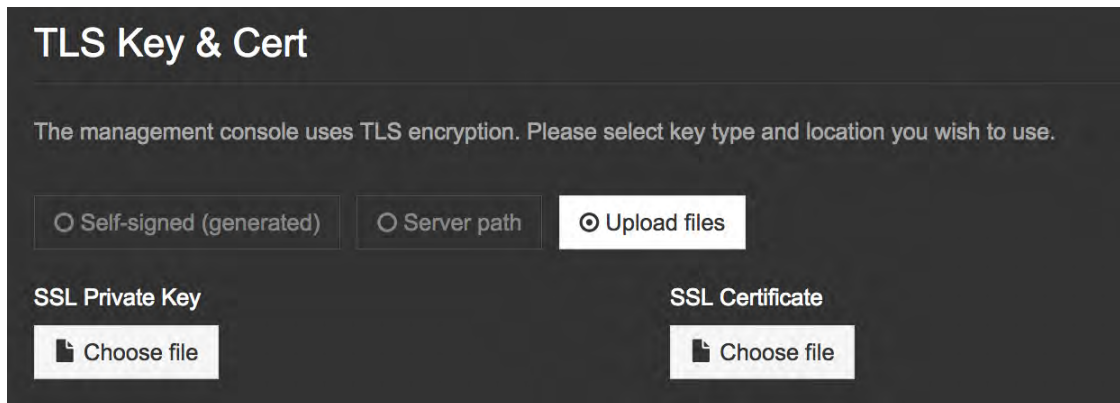 TLS Key & Cert
The management console uses TLS encryption. Please select key type and location you wish to use.
Self-signed (generated) Server path Upload files
SSL Private Key SSL Certificate
Choose file Choose file